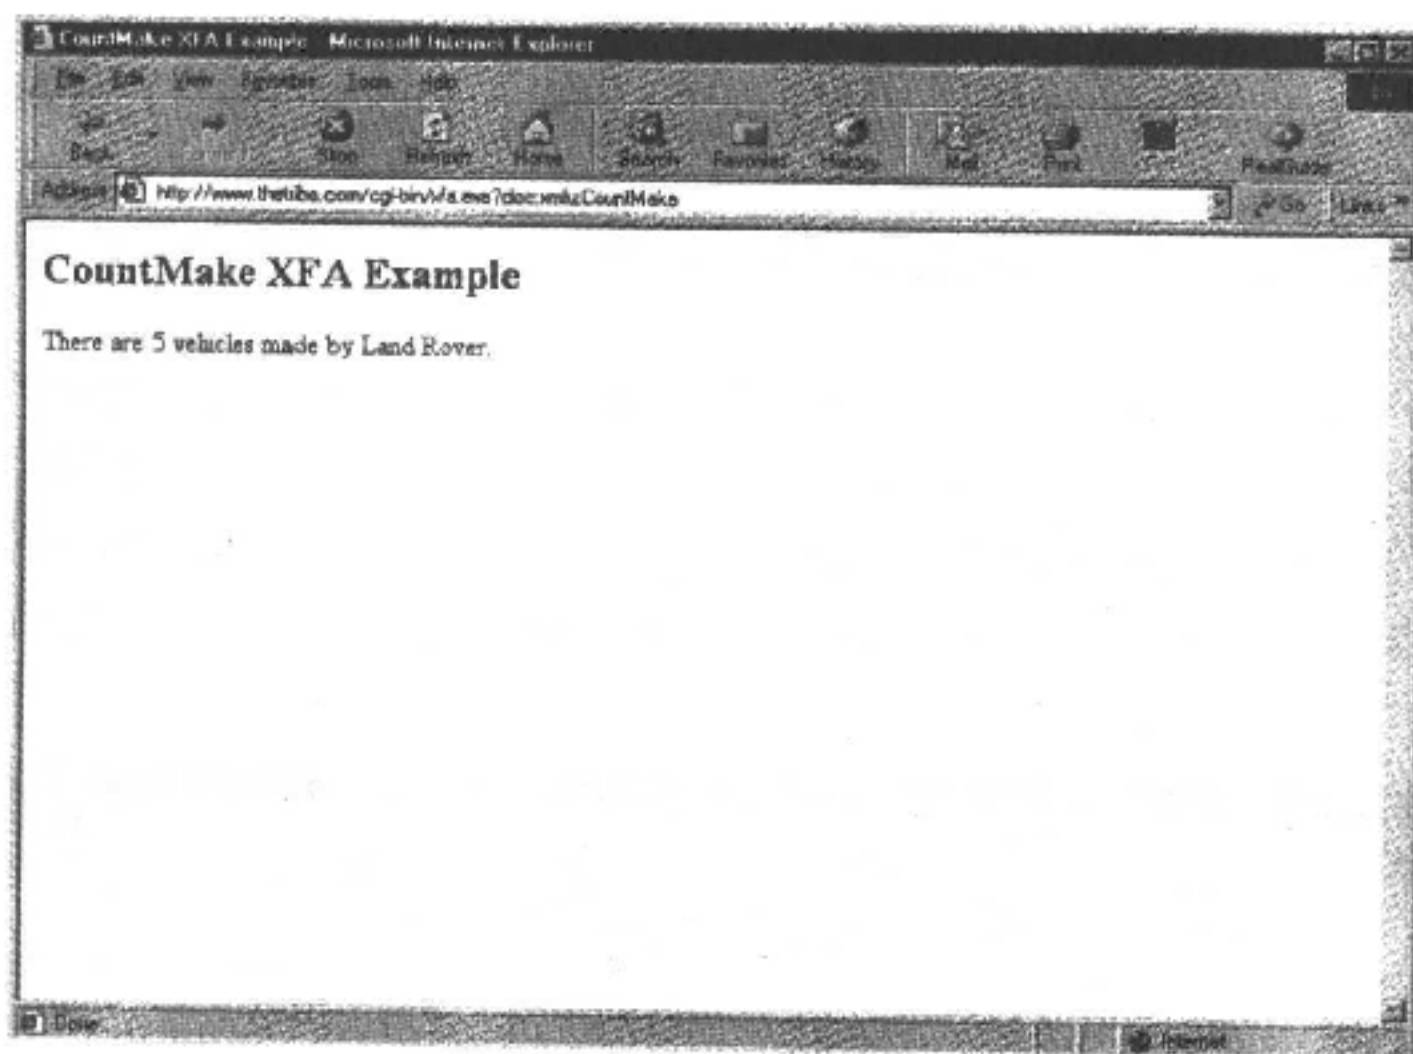 CountMake XFA Example Microsoft Internet Explorer
File Edit View Favorites Tools Help
Back Stop Refresh Home Search Favorites History Mail Print RealGuide
Address Go Links
CountMake XFA Example
There are 5 vehicles made by Land Rover.
Done Internet